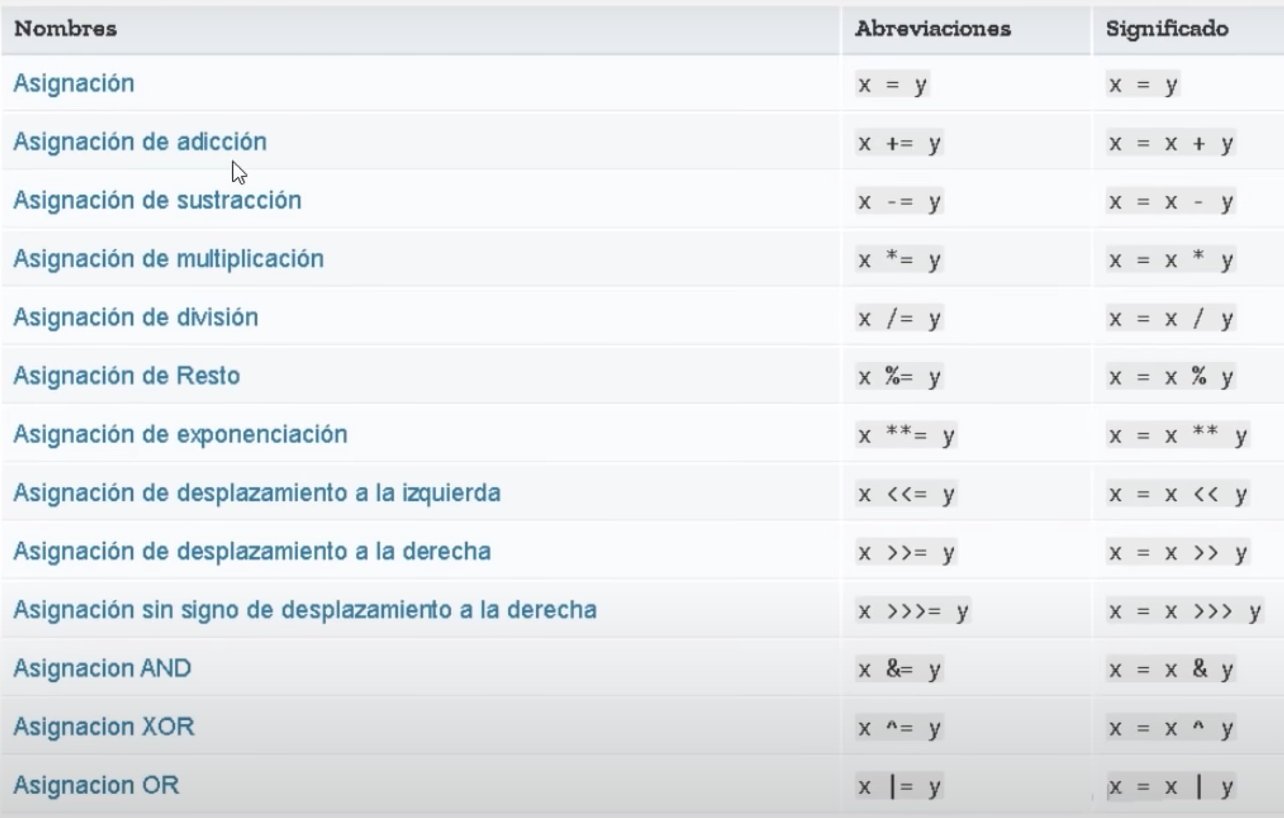 Nombres Abreviaciones Significado
Asignación x = y x = y
Asignación de adicción x += y x = x + y
Asignación de sustracción x -= y x = x - y
Asignación de multiplicación x *= y x = x * y
Asignación de división x /= y x = x / y
Asignación de Resto x %= y x = x % y
Asignación de exponenciación x **= y x = x ** y
Asignación de desplazamiento a la izquierda x <<= y x = x << y
Asignación de desplazamiento a la derecha x >>= y x = x >> y
Asignación sin signo de desplazamiento a la derecha x >>>= y x = x >>> y
Asignacion AND x &= y x = x & y
Asignacion XOR x ^= y x = x ^ y
Asignacion OR x |= y x = x | y